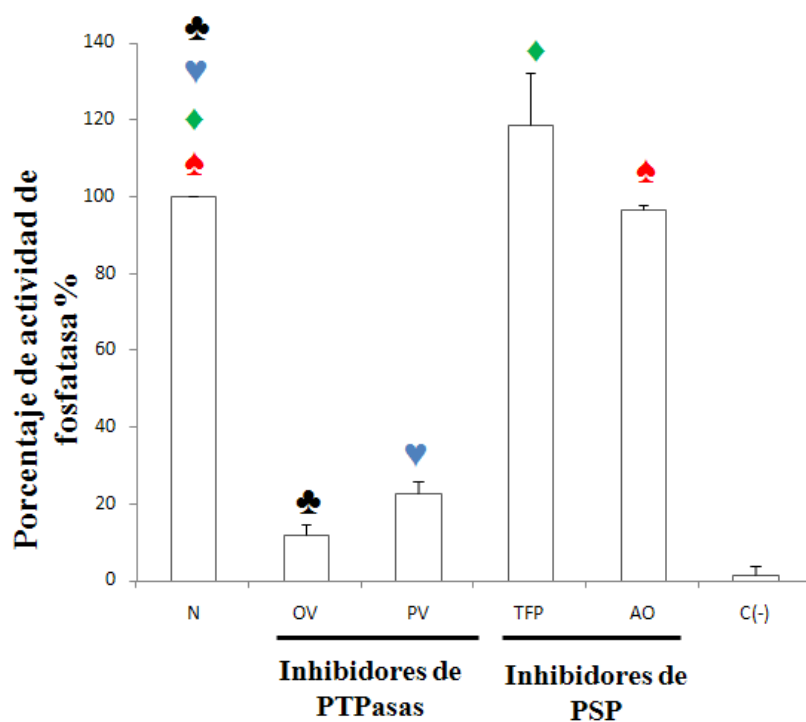 Porcentaje de actividad de
fosfatasa %
140
120
100
80
60
40
20
0
N OV PV TFP AO C(-)
Inhibidores de
PTPasas
Inhibidores de
PSP